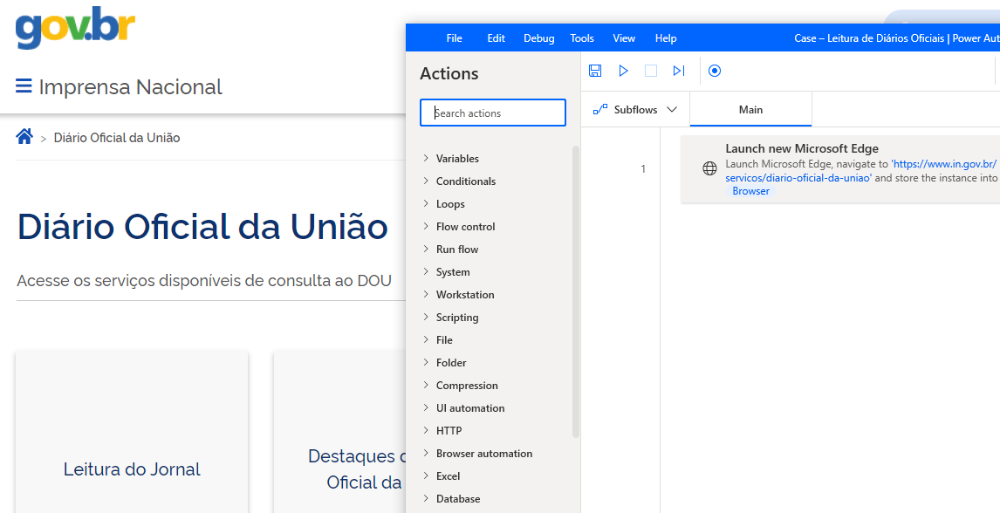 gov.br
Imprensa Nacional
> Diário Oficial da União
Diário Oficial da União
Acesse os serviços disponíveis de consulta ao DOU
Leitura do Jornal
Destaques
Oficial da
File Edit Debug Tools View Help
Case – Leitura de Diários Oficiais | Power Aut
Actions
Search actions
Variables
Conditionals
Loops
Flow control
Run flow
System
Workstation
Scripting
File
Folder
Compression
UI automation
HTTP
Browser automation
Excel
Database
Subflows
Main
1
Launch new Microsoft Edge
Launch Microsoft Edge, navigate to 'https://www.in.gov.br/
servicos/diario-oficial-da-uniao' and store the instance into
Browser